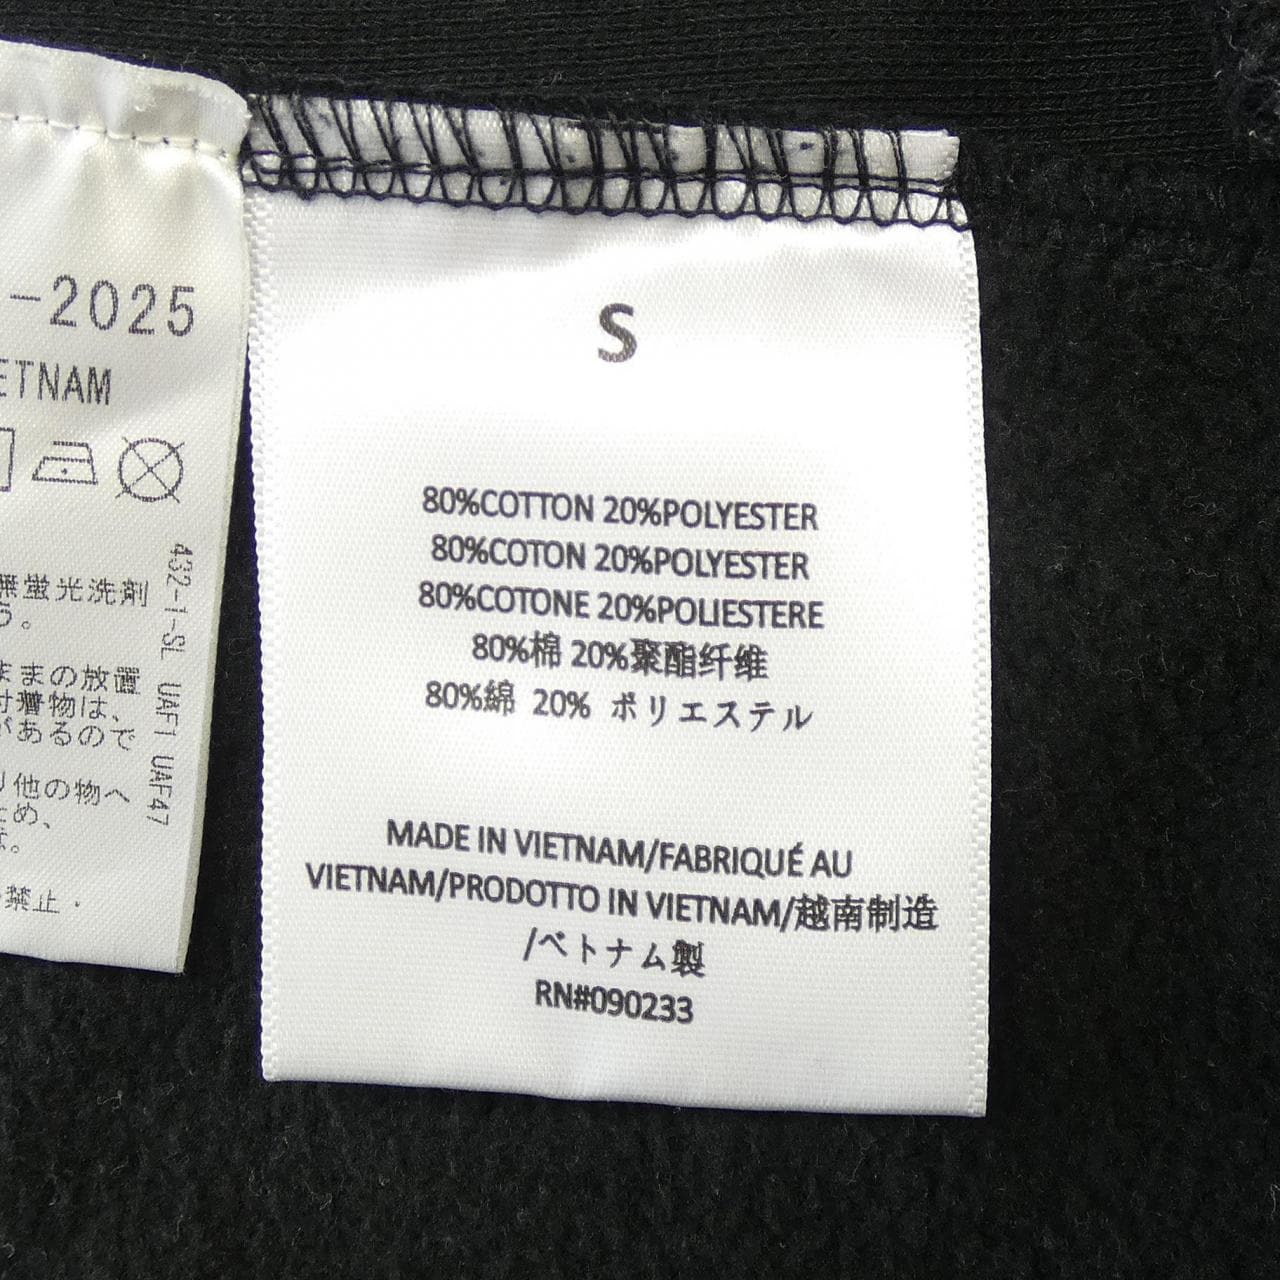 -2025
ETNAM
無蛍光洗剤
う。
ままの放置
付着物は、
があるので
り他の物へ
ため、
禁止・
432-1-SL UAF1 UAF47
S
80%COTTON 20%POLYESTER
80%COTON 20%POLYESTER
80%COTONE 20%POLIESTERE
80%棉 20%聚酯纤维
80%綿 20% ポリエステル
MADE IN VIETNAM/FABRIQUÉ AU
VIETNAM/PRODOTTO IN VIETNAM/越南制造
/ベトナム製
RN#090233